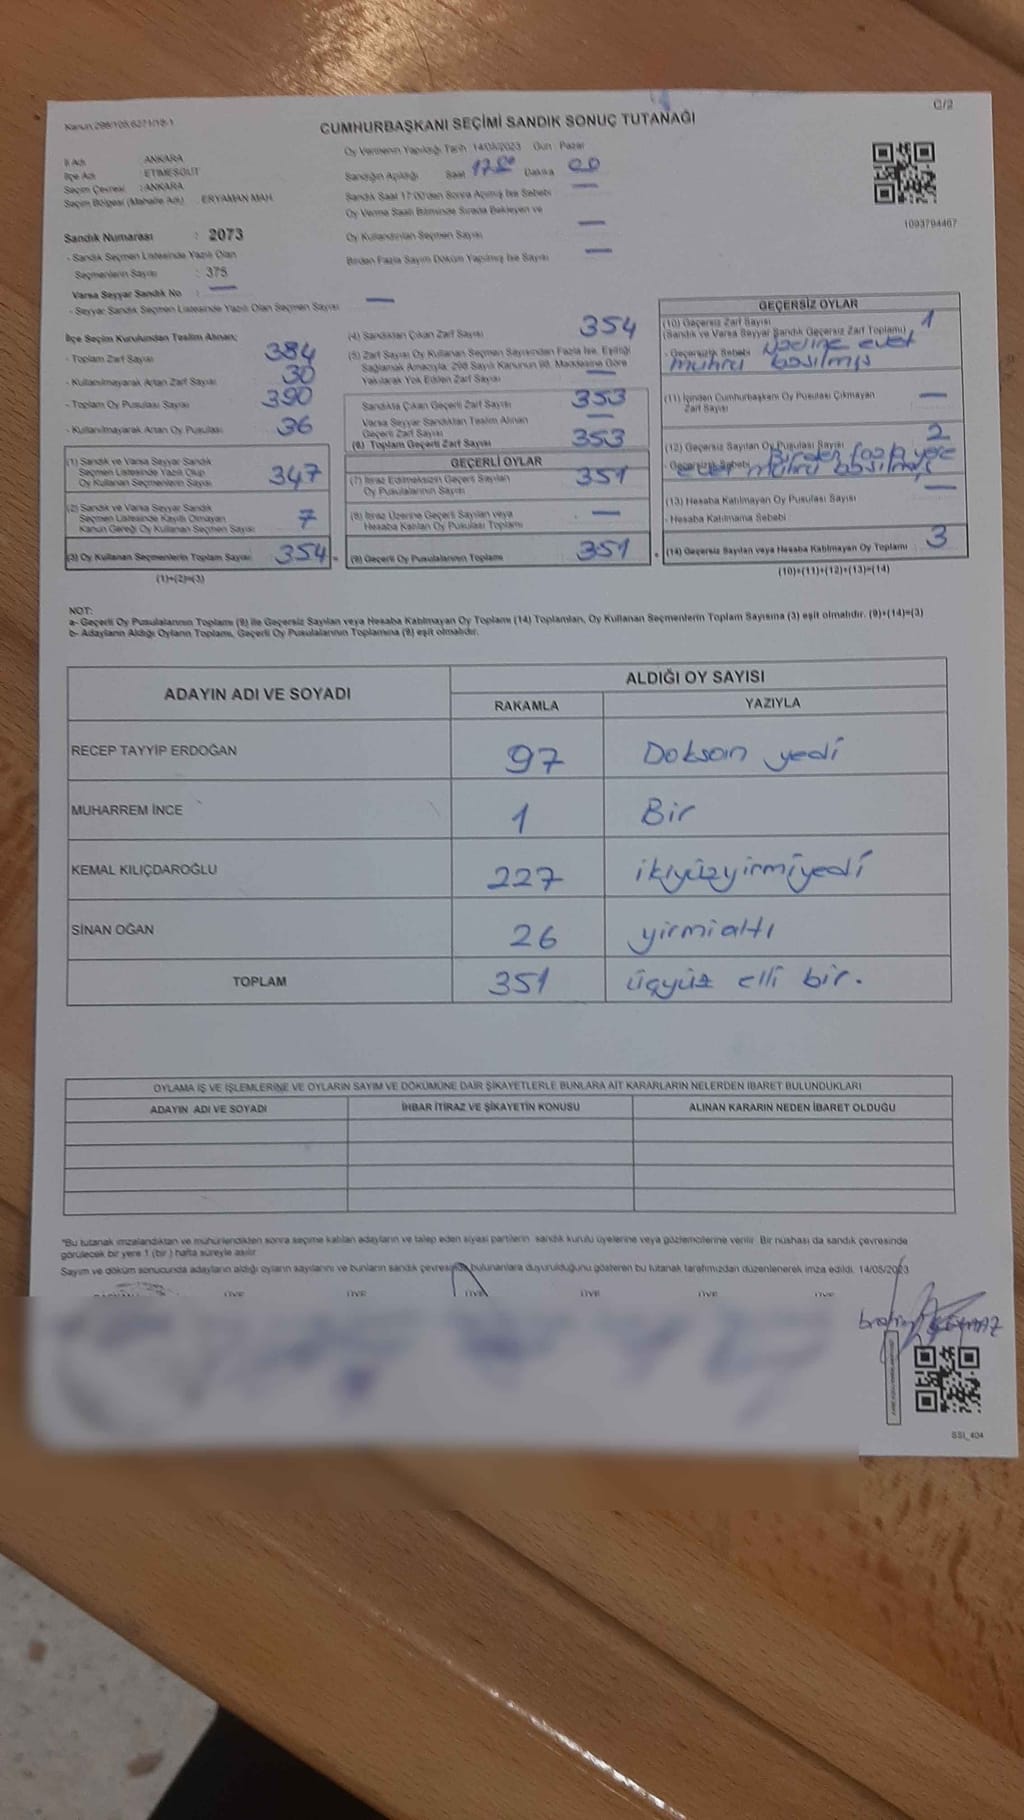 Kanun:298/105,6271/18-1
C/2
CUMHURBAŞKANI SEÇİMİ SANDIK SONUÇ TUTANAĞI
İl Adı : ANKARA
İlçe Adı : ETİMESGUT
Seçim Çevresi : ANKARA
Seçim Bölgesi (Mahalle Adı) : ERYAMAN MAH.
Sandık Numarası : 2073
- Sandık Seçmen Listesinde Yazılı Olan
Seçmenlerin Sayısı : 375
Varsa Seyyar Sandık No : —
- Seyyar Sandık Seçmen Listesinde Yazılı Olan Seçmen Sayısı —
Oy Vermenin Yapıldığı Tarih : 14/05/2023 Gün : Pazar
Sandığın Açıldığı Saat Dakika
Sandık Saat 17:00'den Sonra Açılmış İse Sebebi —
Oy Verme Saati Bitiminde Sırada Bekleyen ve
Oy Kullandırılan Seçmen Sayısı —
Birden Fazla Sayım Döküm Yapılmış İse Sayısı —
1093794467
İlçe Seçim Kurulundan Teslim Alınan;
- Toplam Zarf Sayısı 384
- Kullanılmayarak Artan Zarf Sayısı 30
- Toplam Oy Pusulası Sayısı 390
- Kullanılmayarak Artan Oy Pusulası 36
(1) Sandık ve Varsa Seyyar Sandık
Seçmen Listesinde Yazılı Olup
Oy Kullanan Seçmenlerin Sayısı 347
(2) Sandık ve Varsa Seyyar Sandık
Seçmen Listesinde Kayıtlı Olmayan
Kanun Gereği Oy Kullanan Seçmen Sayısı 7
(3) Oy Kullanan Seçmenlerin Toplam Sayısı 354 =
(1)+(2)=(3)
(4) Sandıktan Çıkan Zarf Sayısı 354
(5) Zarf Sayısı Oy Kullanan Seçmen Sayısından Fazla İse, Eşitliği
Sağlamak Amacıyla, 298 Sayılı Kanunun 98. Maddesine Göre
Yakılarak Yok Edilen Zarf Sayısı —
Sandıkta Çıkan Geçerli Zarf Sayısı 353
Varsa Seyyar Sandıktan Teslim Alınan
Geçerli Zarf Sayısı —
(6) Toplam Geçerli Zarf Sayısı 353
GEÇERLİ OYLAR
(7) İtiraz Edilmeksizin Geçerli Sayılan
Oy Pusulalarının Sayısı 351
(8) İtiraz Üzerine Geçerli Sayılan veya
Hesaba Katılan Oy Pusulası Toplamı —
(9) Geçerli Oy Pusulalarının Toplamı 351 +
GEÇERSİZ OYLAR
(10) Geçersiz Zarf Sayısı
(Sandık ve Varsa Seyyar Sandık Geçersiz Zarf Toplamı) 1
- Geçersizlik Sebebi evet
mührü basılmış
(11) İçinden Cumhurbaşkanı Oy Pusulası Çıkmayan
Zarf Sayısı —
(12) Geçersiz Sayılan Oy Pusulası Sayısı 2
- Geçersizlik Sebebi Birden fazla yere
evet mührü basılmış
(13) Hesaba Katılmayan Oy Pusulası Sayısı —
- Hesaba Katılmama Sebebi
(14) Geçersiz Sayılan veya Hesaba Katılmayan Oy Toplamı 3
(10)+(11)+(12)+(13)=(14)
NOT:
a- Geçerli Oy Pusulalarının Toplamı (9) ile Geçersiz Sayılan veya Hesaba Katılmayan Oy Toplamı (14) Toplamları, Oy Kullanan Seçmenlerin Toplam Sayısına (3) eşit olmalıdır. (9)+(14)=(3)
b- Adayların Aldığı Oyların Toplamı, Geçerli Oy Pusulalarının Toplamına (9) eşit olmalıdır.
ADAYIN ADI VE SOYADI
ALDIĞI OY SAYISI
RAKAMLA YAZIYLA
RECEP TAYYİP ERDOĞAN 97 Doksan yedi
MUHARREM İNCE 1 Bir
KEMAL KILIÇDAROĞLU 227 ikiyüzyirmiyedi
SİNAN OĞAN 26 yirmialtı
TOPLAM 351 üçyüz elli bir.
OYLAMA İŞ VE İŞLEMLERİNE VE OYLARIN SAYIM VE DÖKÜMÜNE DAİR ŞİKAYETLERLE BUNLARA AİT KARARLARIN NELERDEN İBARET BULUNDUKLARI
ADAYIN ADI VE SOYADI İHBAR İTİRAZ VE ŞİKAYETİN KONUSU ALINAN KARARIN NEDEN İBARET OLDUĞU
*Bu tutanak imzalandıktan ve mühürlendikten sonra seçime katılan adayların ve talep eden siyasi partilerin sandık kurulu üyelerine veya gözlemcilerine verilir. Bir nüshası da sandık çevresinde
görülecek bir yere 1 (bir) hafta süreyle asılır.
Sayım ve döküm sonucunda adayların aldığı oyların sayılarını ve bunların sandık çevresinde bulunanlara duyurulduğunu gösteren bu tutanak tarafımızdan düzenlenerek imza edildi. 14/05/2023
ÜYE ÜYE ÜYE ÜYE ÜYE ÜYE
SSI_404